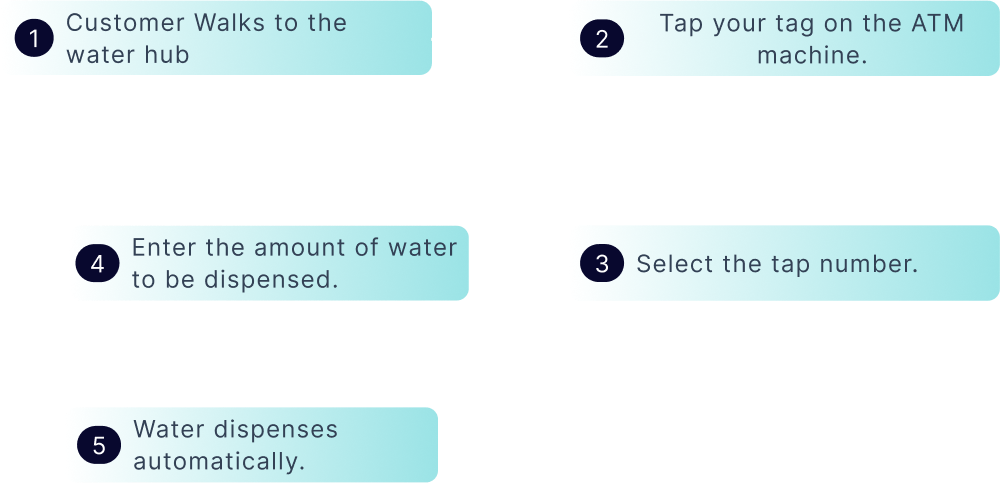 1
Customer Walks to the
water hub
2
Tap your tag on the ATM
machine.
3
Select the tap number.
4
Enter the amount of water
to be dispensed.
5
Water dispenses
automatically.